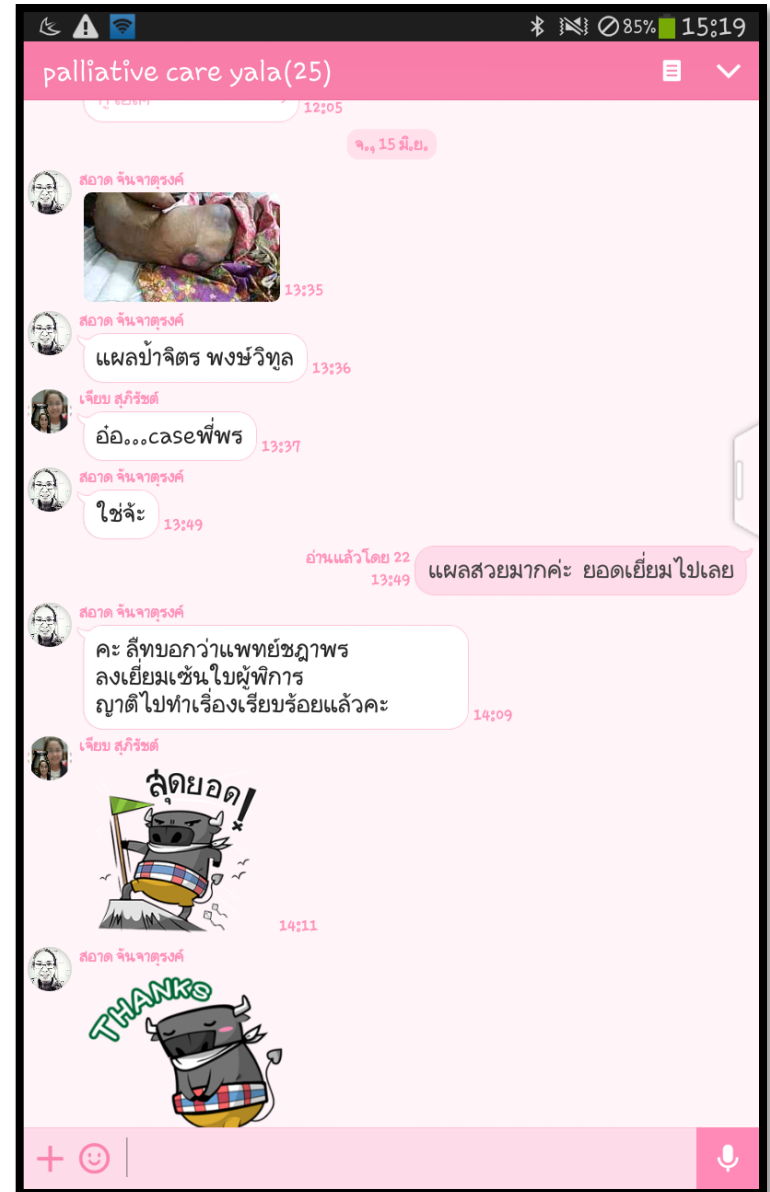 85% 15:19
palliative care yala(25)
12:05
จ., 15 มิ.ย.
สอาด จันจาตุรงค์
13:35
สอาด จันจาตุรงค์
แผลป้าจิตร พงษ์วิทูล
13:36
เจี๊ยบ สุภิรัชต์
อ๋อ...caseพี่พร
13:37
สอาด จันจาตุรงค์
ใช่จ้ะ
13:49
อ่านแล้วโดย 22
13:49
แผลสวยมากค่ะ ยอดเยี่ยมไปเลย
สอาด จันจาตุรงค์
คะ ลืทบอกว่าแพทย์ชฎาพร
ลงเยี่ยมเซ้นใบผู้พิการ
ญาติไปทำเรื่องเรียบร้อยแล้วคะ
14:09
เจี๊ยบ สุภิรัชต์
สุดยอด!
14:11
สอาด จันจาตุรงค์
THANKS